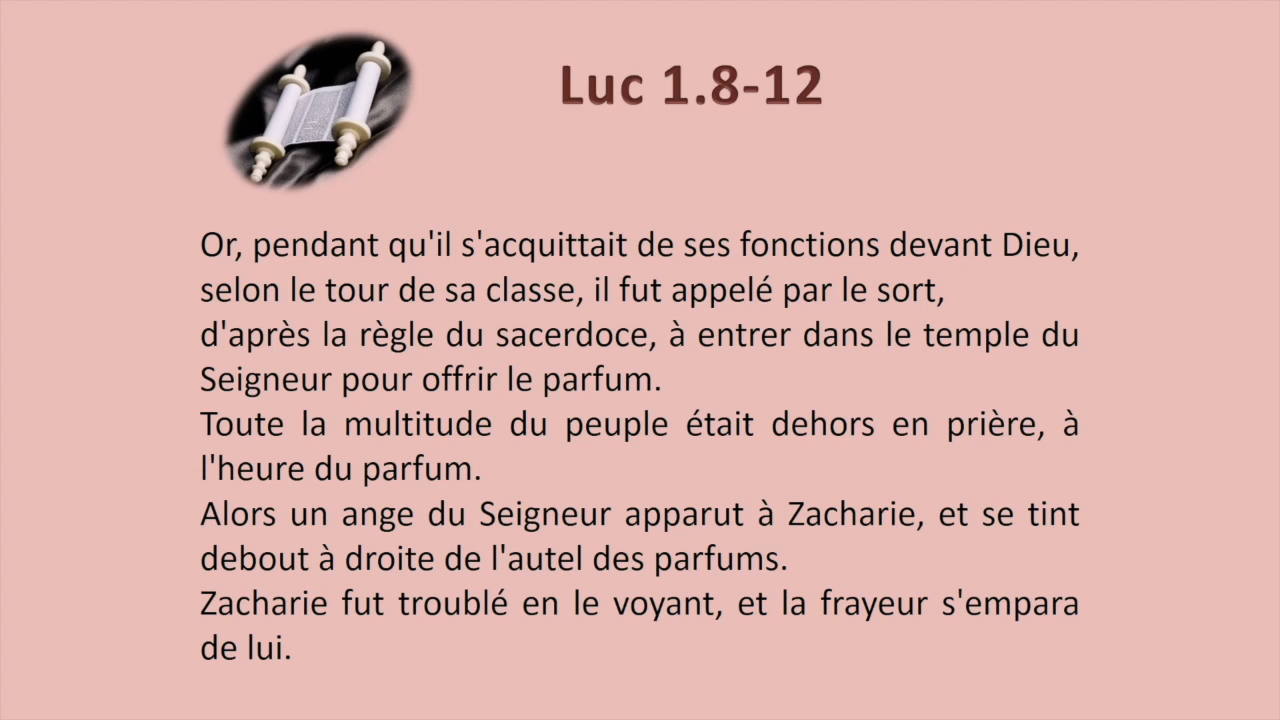 Luc 1.8-12
Or, pendant qu'il s'acquittait de ses fonctions devant Dieu,
selon le tour de sa classe, il fut appelé par le sort,
d'après la règle du sacerdoce, à entrer dans le temple du
Seigneur pour offrir le parfum.
Toute la multitude du peuple était dehors en prière, à
l'heure du parfum.
Alors un ange du Seigneur apparut à Zacharie, et se tint
debout à droite de l'autel des parfums.
Zacharie fut troublé en le voyant, et la frayeur s'empara
de lui.